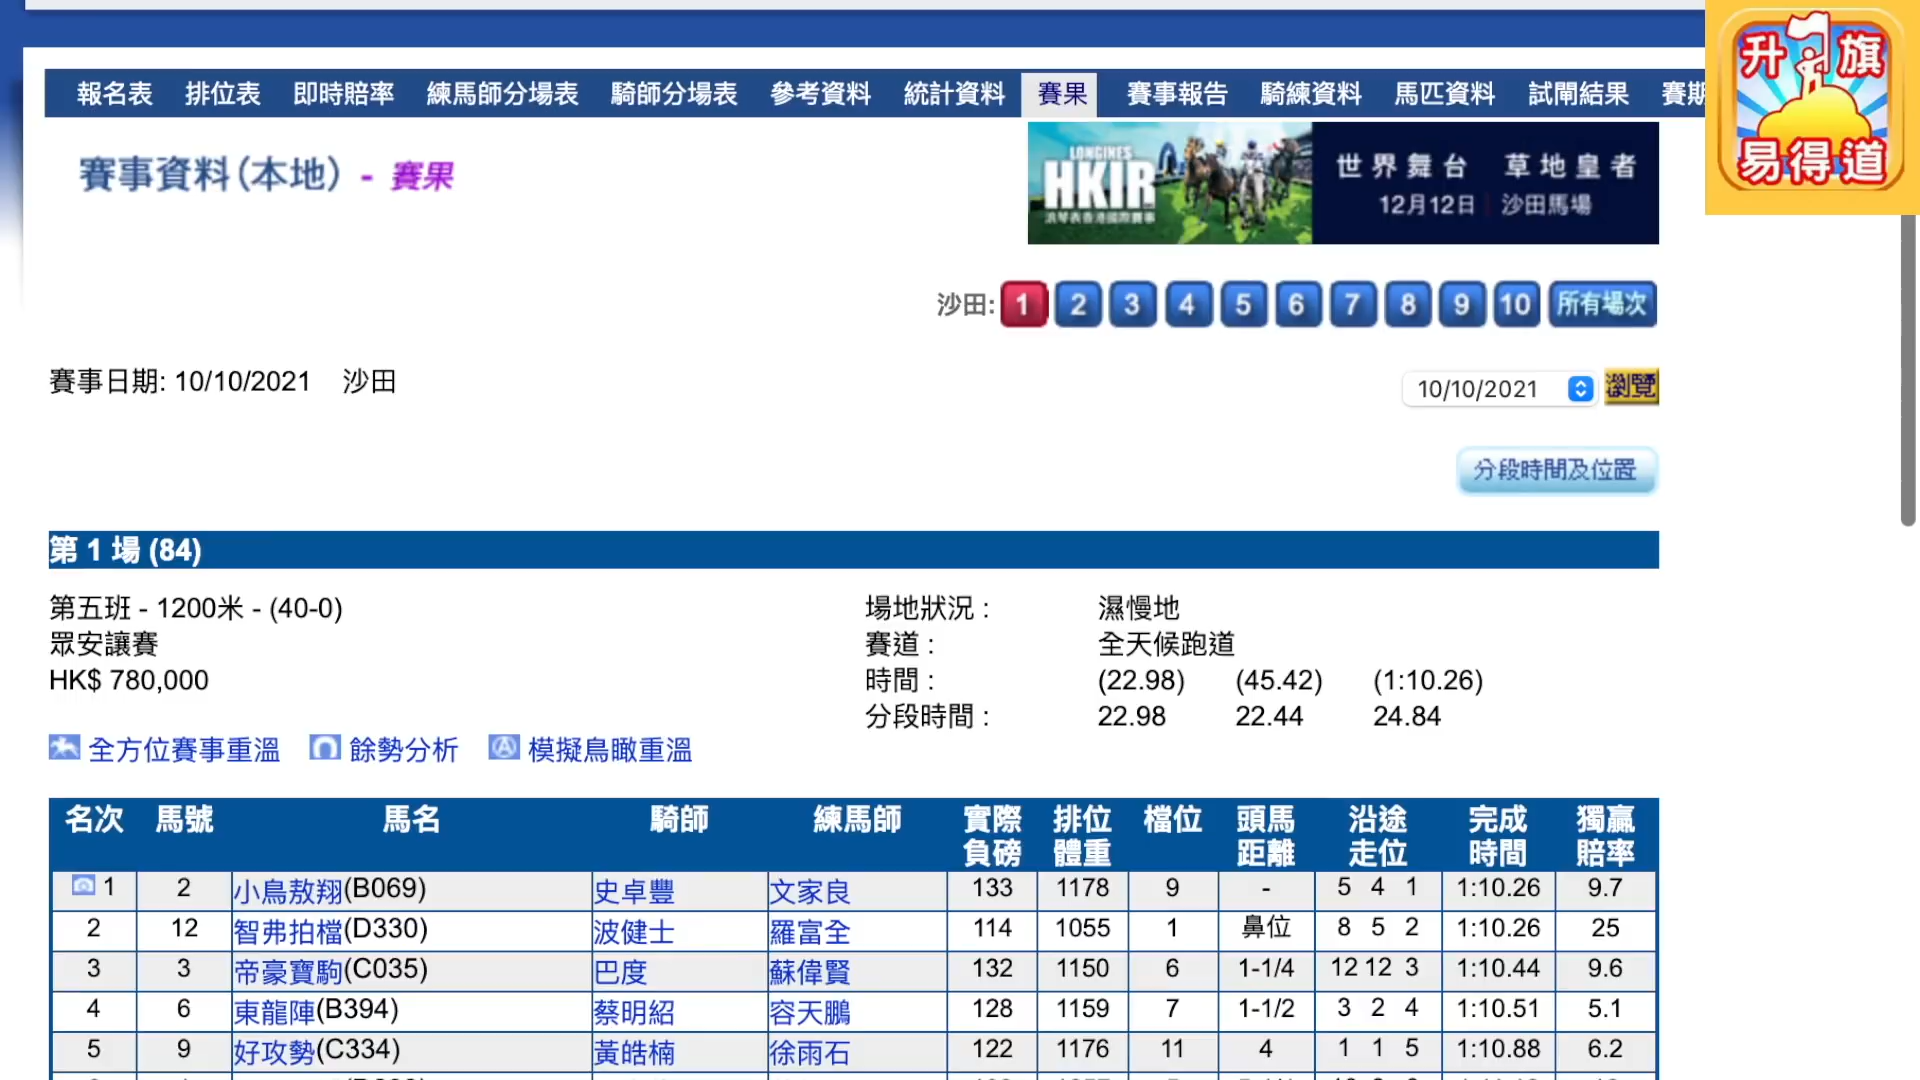 報名表 排位表 即時賠率 練馬師分場表 騎師分場表 參考資料 統計資料 賽果 賽事報告 騎練資料 馬匹資料 試閘結果 賽期
升旗
易得道
賽事資料(本地) - 賽果
LONGINES
HKIR
浪琴表香港國際賽事
世界舞台 草地皇者
12月12日 沙田馬場
沙田: 1 2 3 4 5 6 7 8 9 10 所有場次
賽事日期: 10/10/2021 沙田
10/10/2021 瀏覽
分段時間及位置
第 1 場 (84)
第五班 - 1200米 - (40-0) 場地狀況 : 濕慢地
眾安讓賽 賽道 : 全天候跑道
HK$ 780,000 時間 : (22.98) (45.42) (1:10.26)
分段時間 : 22.98 22.44 24.84
全方位賽事重溫 餘勢分析 模擬鳥瞰重溫
名次 馬號 馬名 騎師 練馬師 實際負磅 排位體重 檔位 頭馬距離 沿途走位 完成時間 獨贏賠率
1 2 小鳥敖翔(B069) 史卓豐 文家良 133 1178 9 - 5 4 1 1:10.26 9.7
2 12 智弗拍檔(D330) 波健士 羅富全 114 1055 1 鼻位 8 5 2 1:10.26 25
3 3 帝豪寶駒(C035) 巴度 蘇偉賢 132 1150 6 1-1/4 12 12 3 1:10.44 9.6
4 6 東龍陣(B394) 蔡明紹 容天鵬 128 1159 7 1-1/2 3 2 4 1:10.51 5.1
5 9 好攻勢(C334) 黃皓楠 徐雨石 122 1176 11 4 1 1 5 1:10.88 6.2